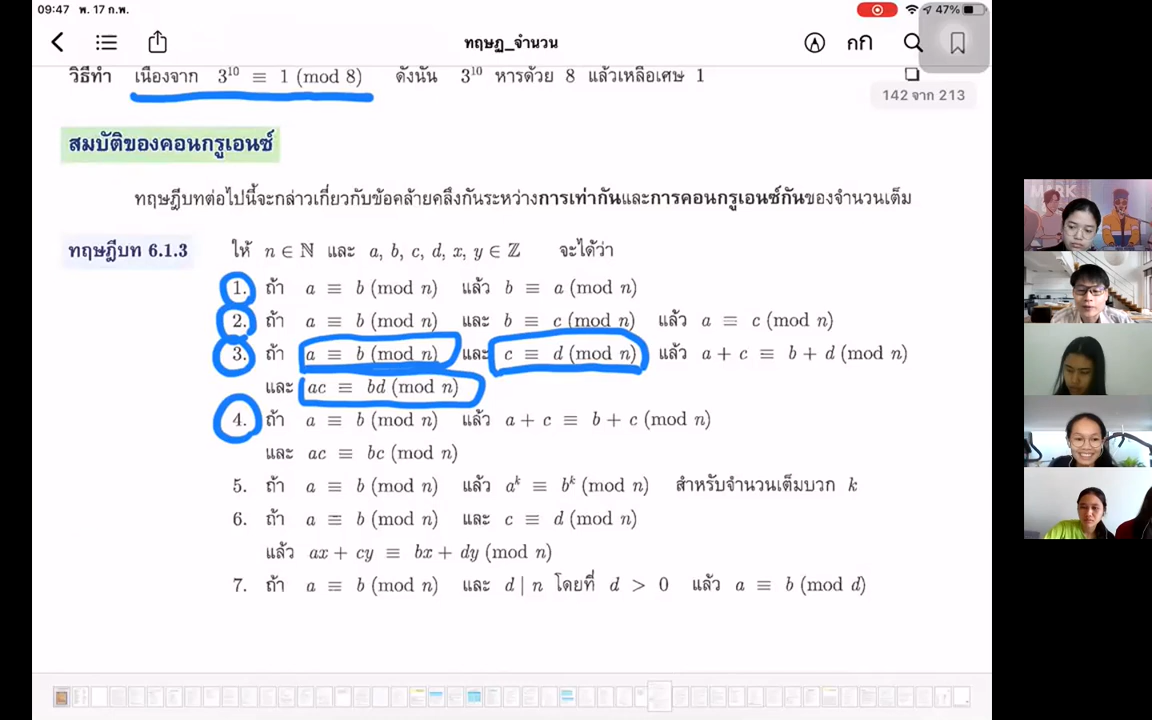 09:47 พ. 17 ก.พ. 47%
ทฤษฎ_จำนวน กก
วิธีทำ เนื่องจาก 3¹⁰ ≡ 1 (mod 8) ดังนั้น 3¹⁰ หารด้วย 8 แล้วเหลือเศษ 1
142 จาก 213
สมบัติของคอนกรูเอนซ์
ทฤษฎีบทต่อไปนี้จะกล่าวเกี่ยวกับข้อคล้ายคลึงกันระหว่างการเท่ากันและการคอนกรูเอนซ์กันของจำนวนเต็ม
ทฤษฎีบท 6.1.3 ให้ n ∈ ℕ และ a, b, c, d, x, y ∈ ℤ จะได้ว่า
1. ถ้า a ≡ b (mod n) แล้ว b ≡ a (mod n)
2. ถ้า a ≡ b (mod n) และ b ≡ c (mod n) แล้ว a ≡ c (mod n)
3. ถ้า a ≡ b (mod n) และ c ≡ d (mod n) แล้ว a + c ≡ b + d (mod n)
และ ac ≡ bd (mod n)
4. ถ้า a ≡ b (mod n) แล้ว a + c ≡ b + c (mod n)
และ ac ≡ bc (mod n)
5. ถ้า a ≡ b (mod n) แล้ว aᵏ ≡ bᵏ (mod n) สำหรับจำนวนเต็มบวก k
6. ถ้า a ≡ b (mod n) และ c ≡ d (mod n)
แล้ว ax + cy ≡ bx + dy (mod n)
7. ถ้า a ≡ b (mod n) และ d | n โดยที่ d > 0 แล้ว a ≡ b (mod d)